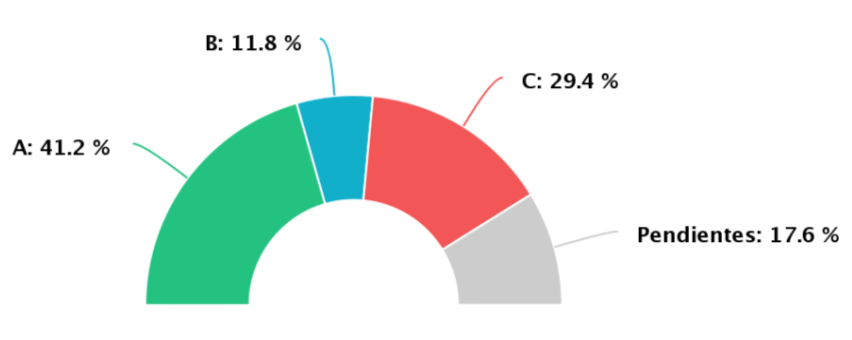 B: 11.8 %
C: 29.4 %
A: 41.2 %
Pendientes: 17.6 %